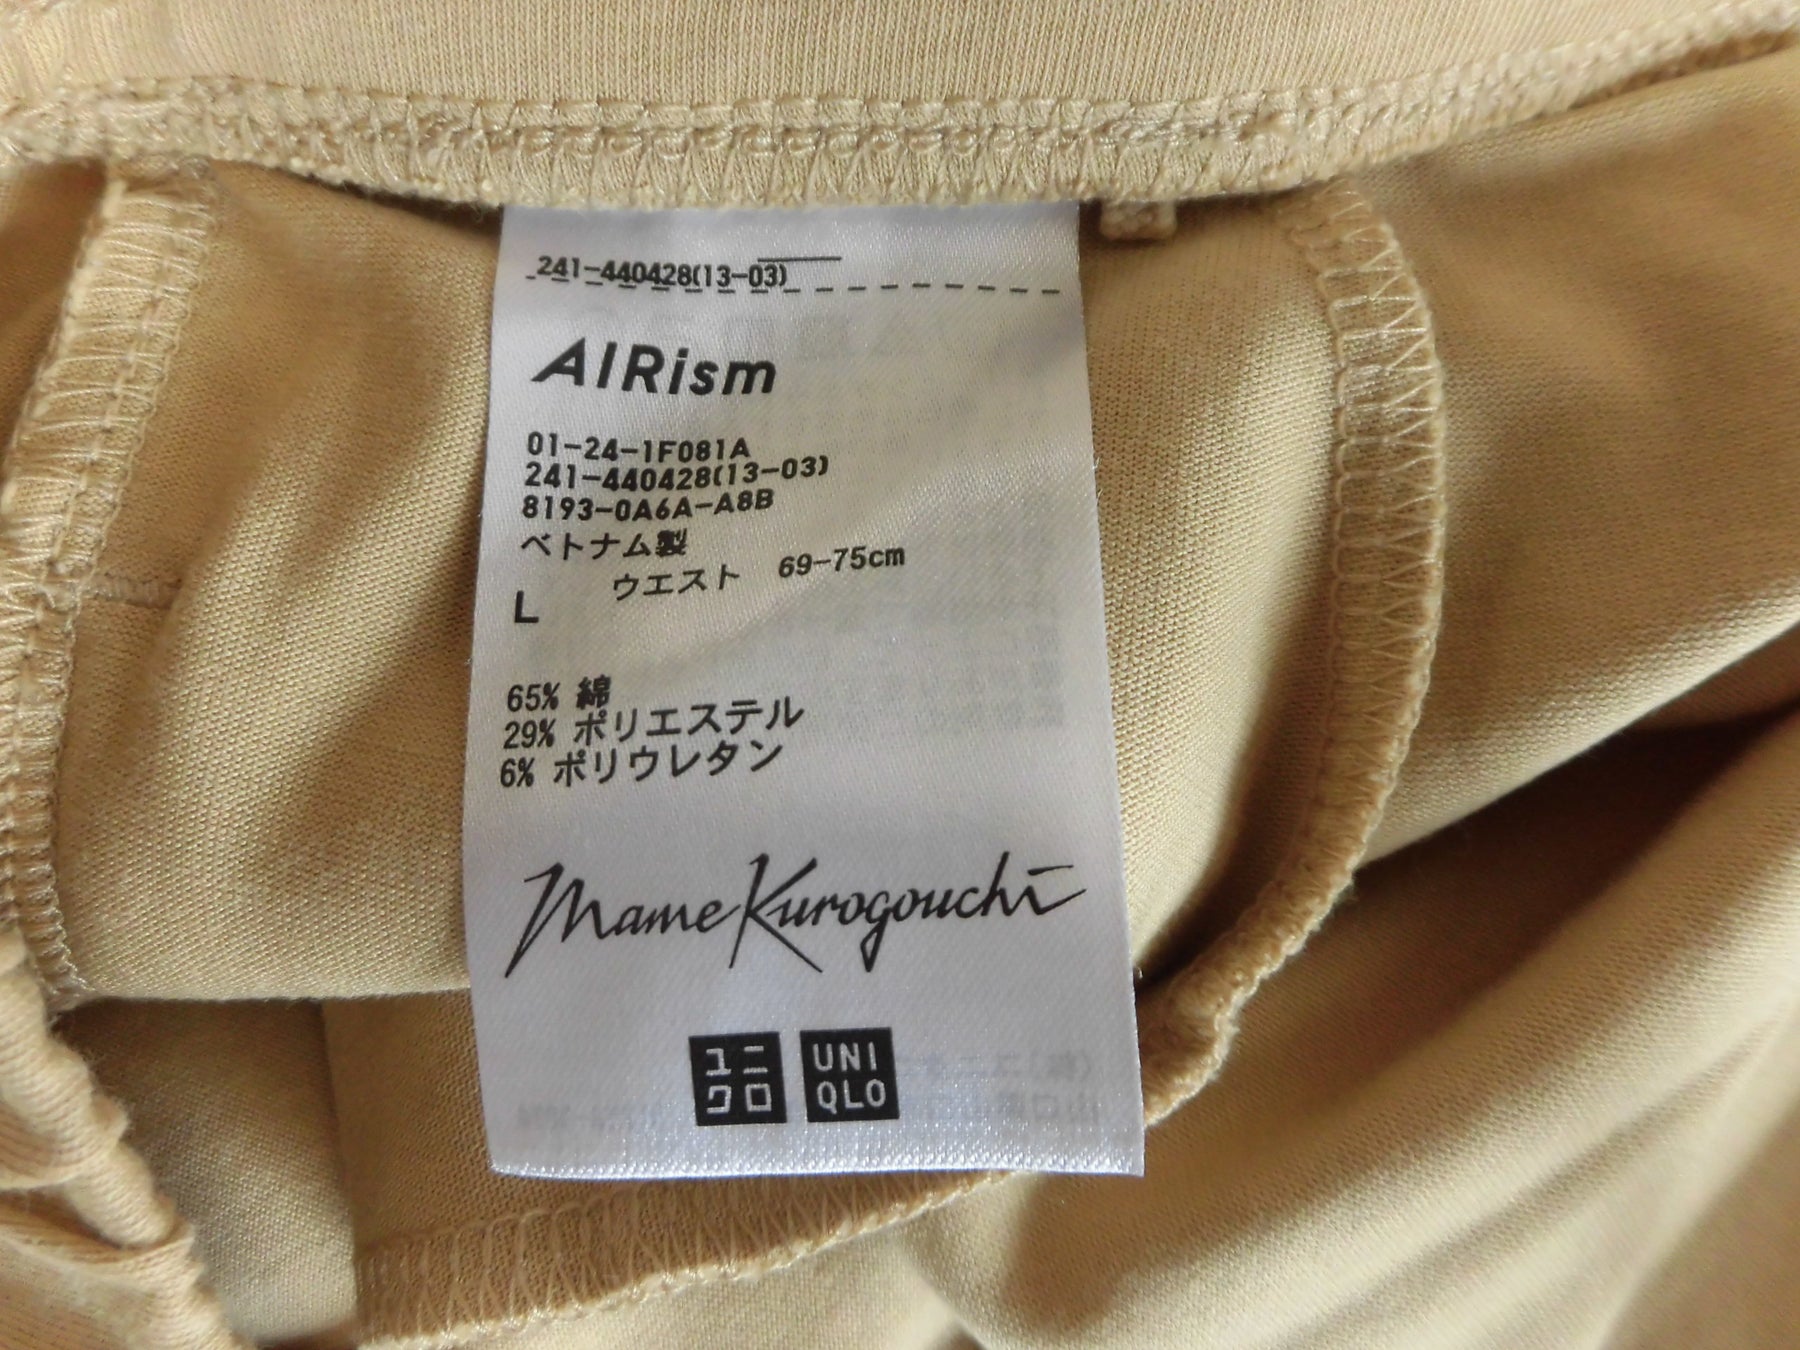 241-440428(13-03)
AIRism
01-24-1F081A
241-440428(13-03)
8193-0A6A-A8B
ベトナム製
ウエスト 69-75cm
L
65% 綿
29% ポリエステル
6% ポリウレタン
Mame Kurogouchi
ユニ
クロ
UNI
QLO